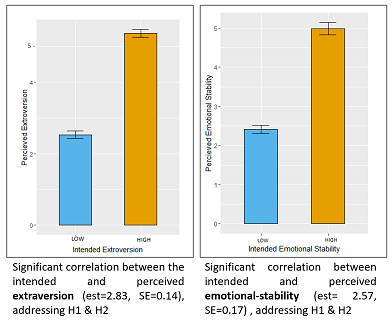 Percieved Extroversion
5
4
2
0
LOW HIGH
Intended Extroversion
Significant correlation between the
intended and perceived
extraversion (est=2.83, SE=0.14),
addressing H1 & H2
Percieved Emotional Stability
5
4
3
2
1
0
LOW HIGH
Intended Emotional Stability
Significant correlation between
intended and perceived
emotional-stability (est= 2.57,
SE=0.17) , addressing H1 & H2